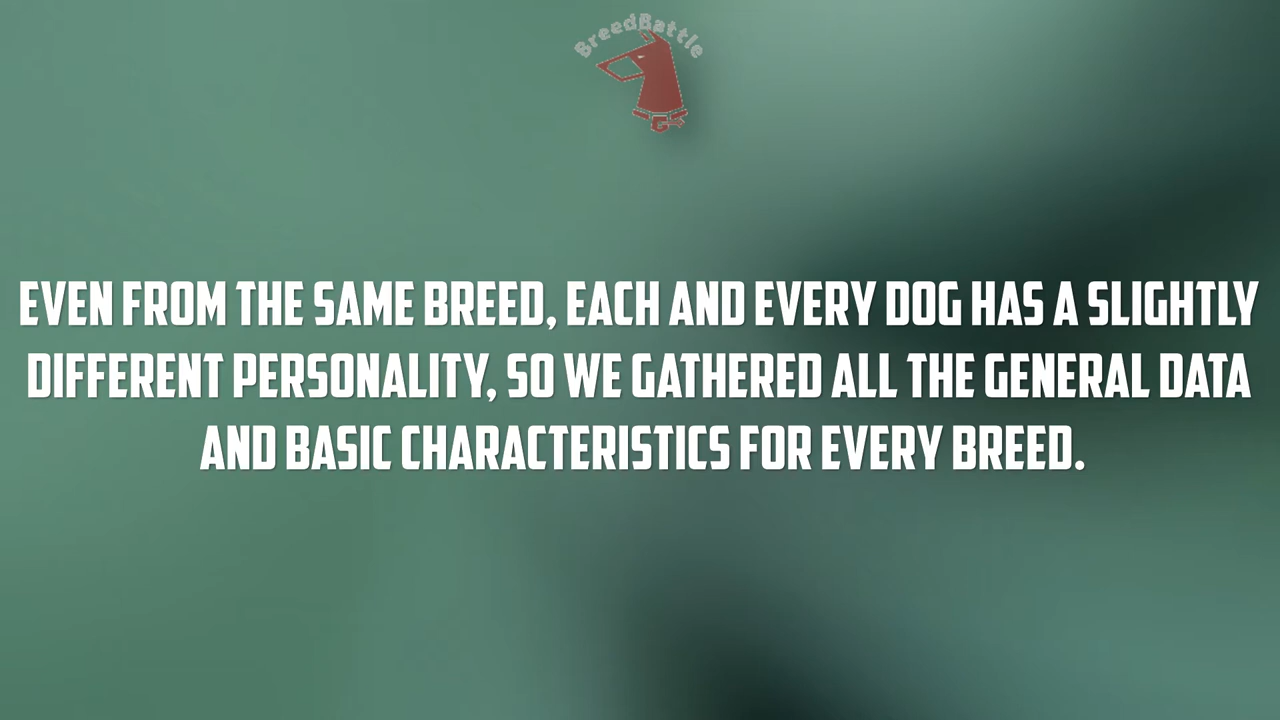 BreedBattle
EVEN FROM THE SAME BREED, EACH AND EVERY DOG HAS A SLIGHTLY
DIFFERENT PERSONALITY, SO WE GATHERED ALL THE GENERAL DATA
AND BASIC CHARACTERISTICS FOR EVERY BREED.